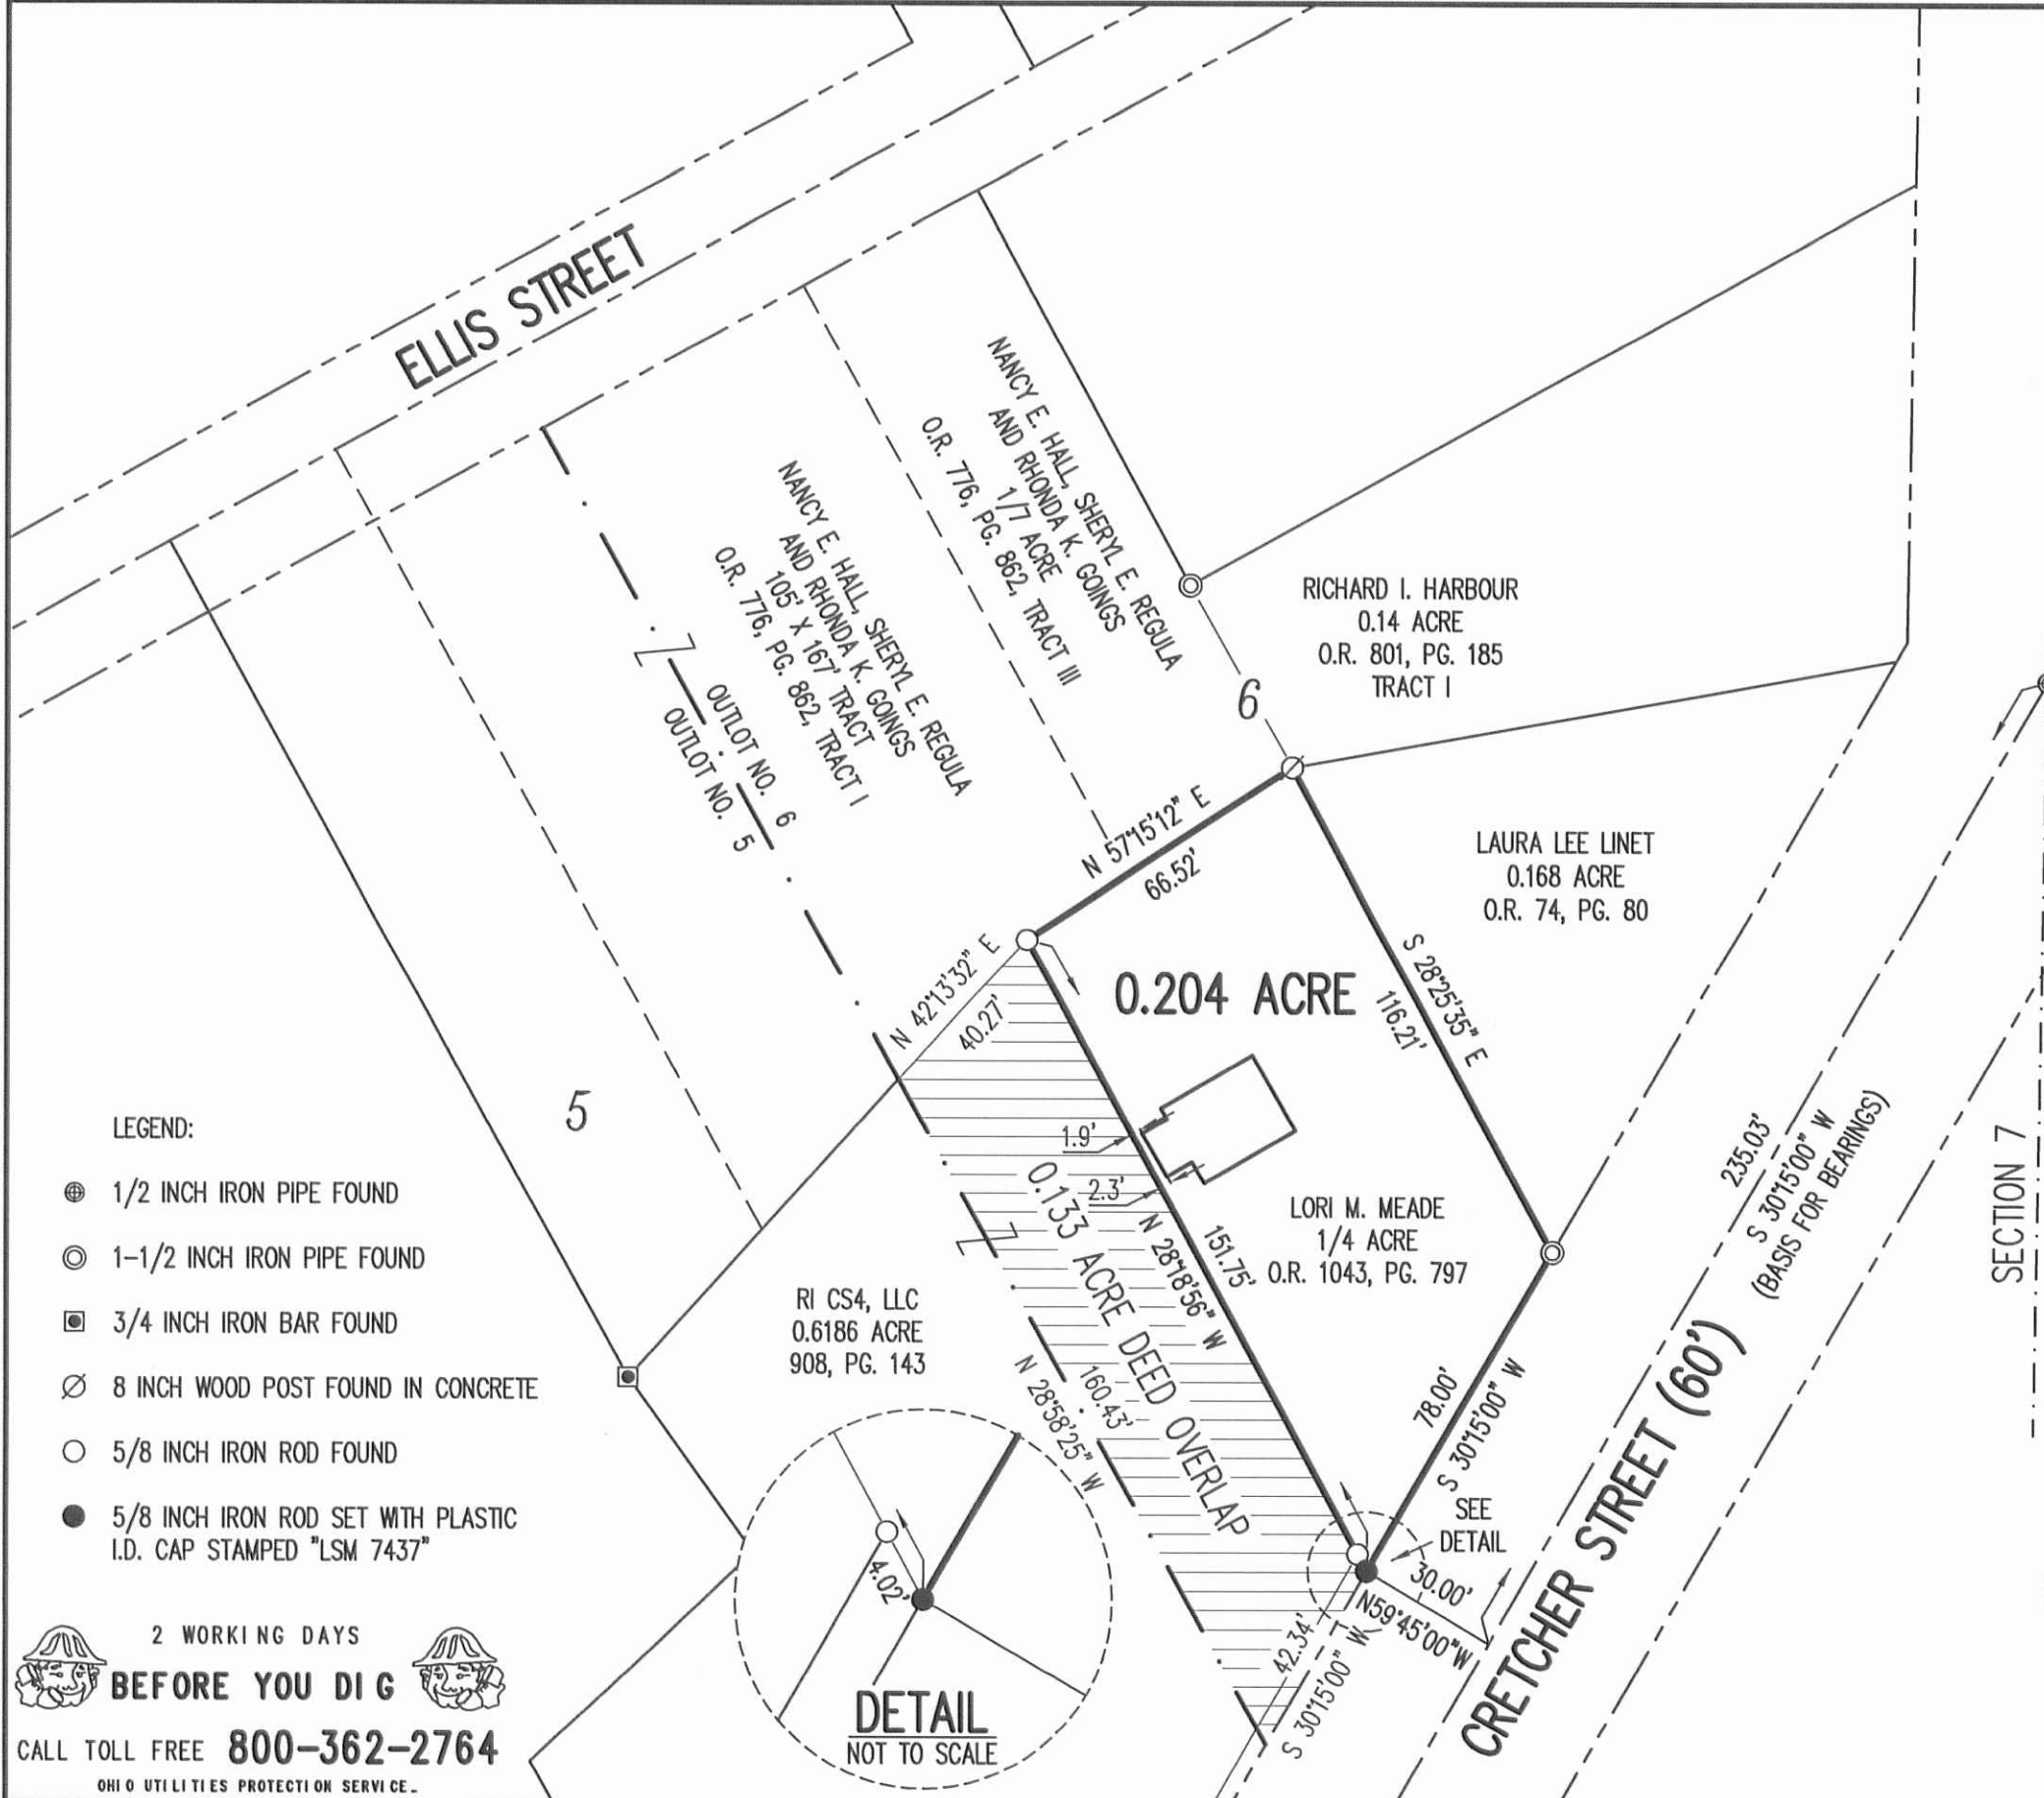 ELLIS STREET
NANCY E. HALL, SHERYL E. REGULA
AND RHONDA K. GOINGS
1/7 ACRE
O.R. 776, PG. 862, TRACT III
NANCY E. HALL, SHERYL E. REGULA
AND RHONDA K. GOINGS
105' X 167' TRACT
O.R. 776, PG. 862, TRACT I
OUTLOT NO. 6
OUTLOT NO. 5
RICHARD I. HARBOUR
0.14 ACRE
O.R. 801, PG. 185
TRACT I
6
N 57°15'12" E
66.52'
LAURA LEE LINET
0.168 ACRE
O.R. 74, PG. 80
N 42°13'32" E
40.27'
0.204 ACRE
S 28°25'35" E
116.21'
5
1.9'
2.3'
0.133 ACRE DEED OVERLAP
N 28°18'56" W
151.75'
LORI M. MEADE
1/4 ACRE
O.R. 1043, PG. 797
235.03'
S 30°15'00" W
(BASIS FOR BEARINGS)
SECTION 7
RI CS4, LLC
0.6186 ACRE
908, PG. 143
160.43'
N 28°58'25" W
78.00'
S 30°15'00" W
SEE
DETAIL
30.00'
N59°45'00"W
42.34'
S 30°15'00" W
CRETCHER STREET (60')
4.02'
DETAIL
NOT TO SCALE
LEGEND:
1/2 INCH IRON PIPE FOUND
1-1/2 INCH IRON PIPE FOUND
3/4 INCH IRON BAR FOUND
8 INCH WOOD POST FOUND IN CONCRETE
5/8 INCH IRON ROD FOUND
5/8 INCH IRON ROD SET WITH PLASTIC
I.D. CAP STAMPED "LSM 7437"
2 WORKING DAYS
BEFORE YOU DIG
CALL TOLL FREE 800-362-2764
OHIO UTILITIES PROTECTION SERVICE.